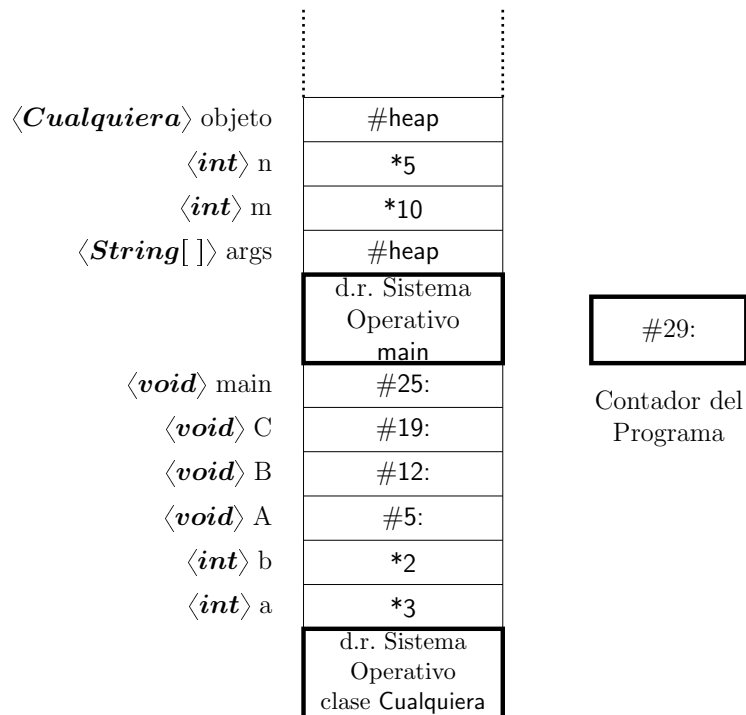 ⟨Cualquiera⟩ objeto #heap
⟨int⟩ n *5
⟨int⟩ m *10
⟨String[ ]⟩ args #heap
d.r. Sistema
Operativo
main
#29:
Contador del
Programa
⟨void⟩ main #25:
⟨void⟩ C #19:
⟨void⟩ B #12:
⟨void⟩ A #5:
⟨int⟩ b *2
⟨int⟩ a *3
d.r. Sistema
Operativo
clase Cualquiera